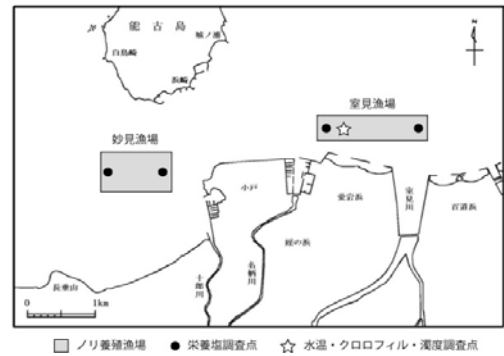 能古島
城ノ浦
白鳥崎
浜崎
N
室見漁場
妙見漁場
小戸
愛宕浜
室見川
百道浜
姪の浜
名柄川
十郎川
長垂山
0 1km
ノリ養殖漁場 栄養塩調査点 水温・クロロフィル・濁度調査点